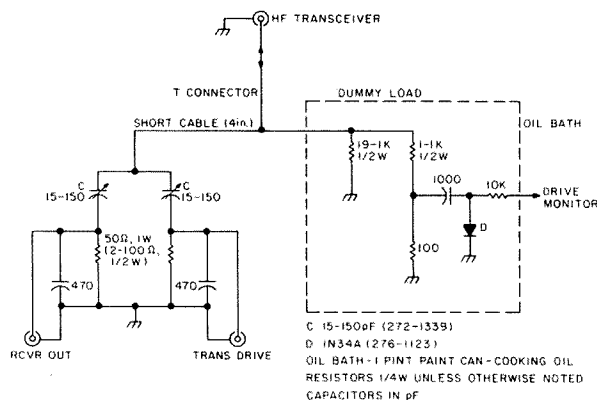 HF TRANSCEIVER
T CONNECTOR
DUMMY LOAD
SHORT CABLE (4in.)
OIL BATH
19-1K
1/2W
1-1K
1/2W
C
15-150
C
15-150
1000
10K
DRIVE
MONITOR
D
50Ω, 1W
(2-100Ω,
1/2W)
100
470
470
RCVR OUT
TRANS DRIVE
C 15-150pF (272-1339)
D 1N34A (276-1123)
OIL BATH-1 PINT PAINT CAN-COOKING OIL
RESISTORS 1/4W UNLESS OTHERWISE NOTED
CAPACITORS IN pF